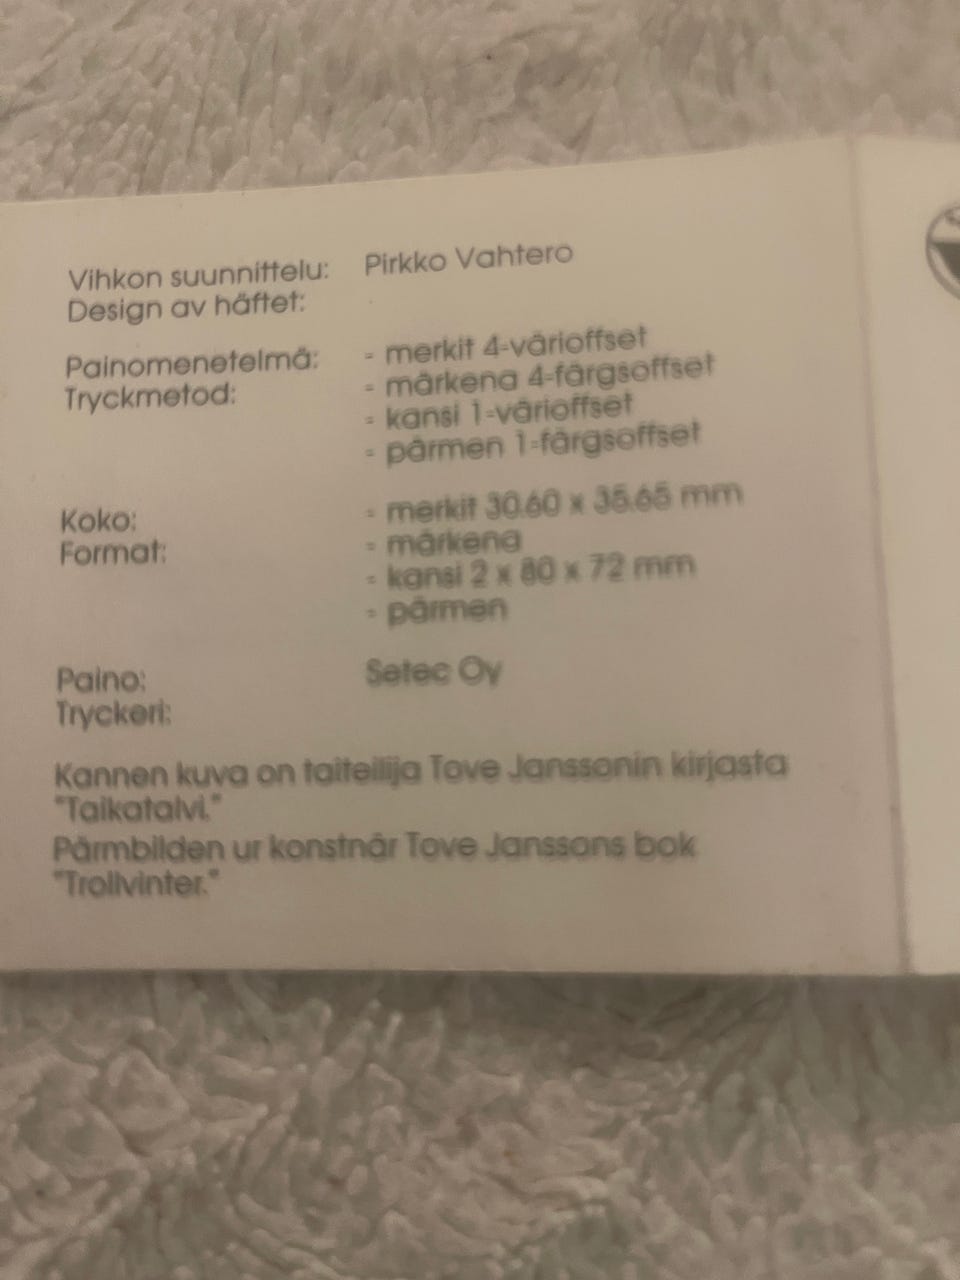 Vihkon suunnittelu: Pirkko Vahtero
Design av häftet:
Painomenetelmä: - merkit 4-värioffset
Tryckmetod: - märkena 4-färgsoffset
- kansi 1-värioffset
- pärmen 1-färgsoffset
Koko: - merkit 30.60 x 35.65 mm
Format: - märkena
- kansi 2 x 80 x 72 mm
- pärmen
Paino: Setec Oy
Tryckeri:
Kannen kuva on taiteilija Tove Janssonin kirjasta
"Taikatalvi."
Pärmbilden ur konstnär Tove Janssons bok
"Trollvinter."